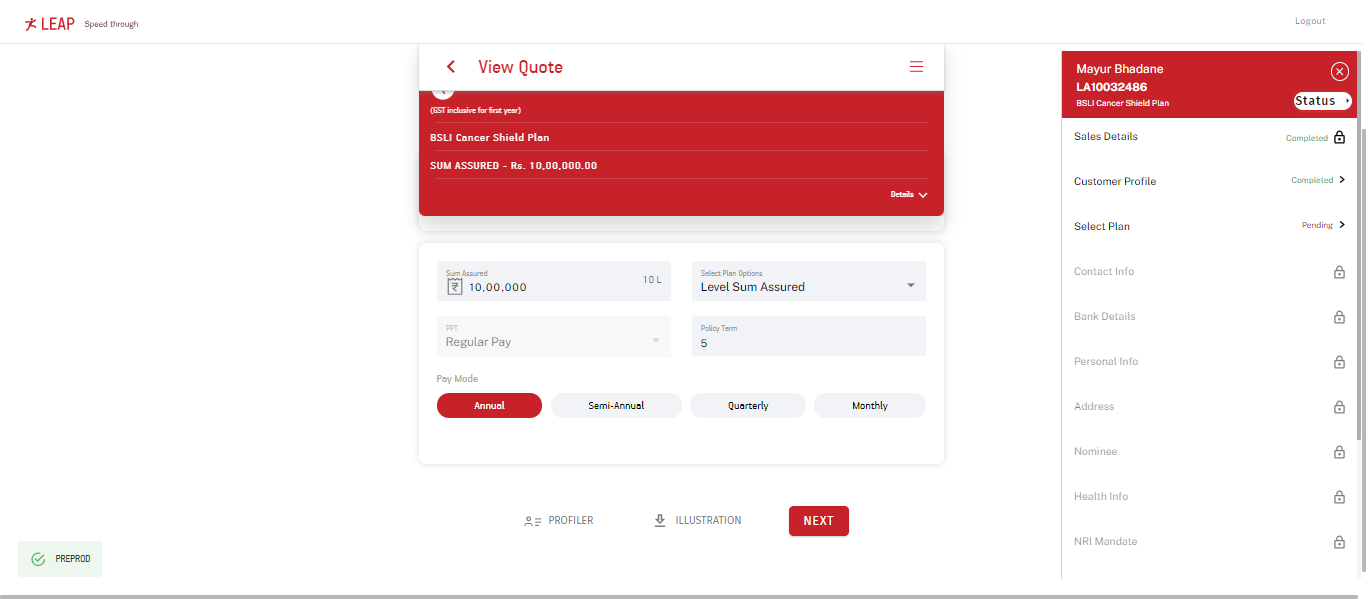 LEAP Speed through
Logout
View Quote
(GST inclusive for first year)
BSLI Cancer Shield Plan
SUM ASSURED - Rs. 10,00,000.00
Details
Sum Assured
10,00,000
10 L
Select Plan Options
Level Sum Assured
PPT
Regular Pay
Policy Term
5
Pay Mode
Annual Semi-Annual Quarterly Monthly
PROFILER ILLUSTRATION NEXT
PREPROD
Mayur Bhadane
LA10032486
BSLI Cancer Shield Plan
Status
Sales Details Completed
Customer Profile Completed
Select Plan Pending
Contact Info
Bank Details
Personal Info
Address
Nominee
Health Info
NRI Mandate